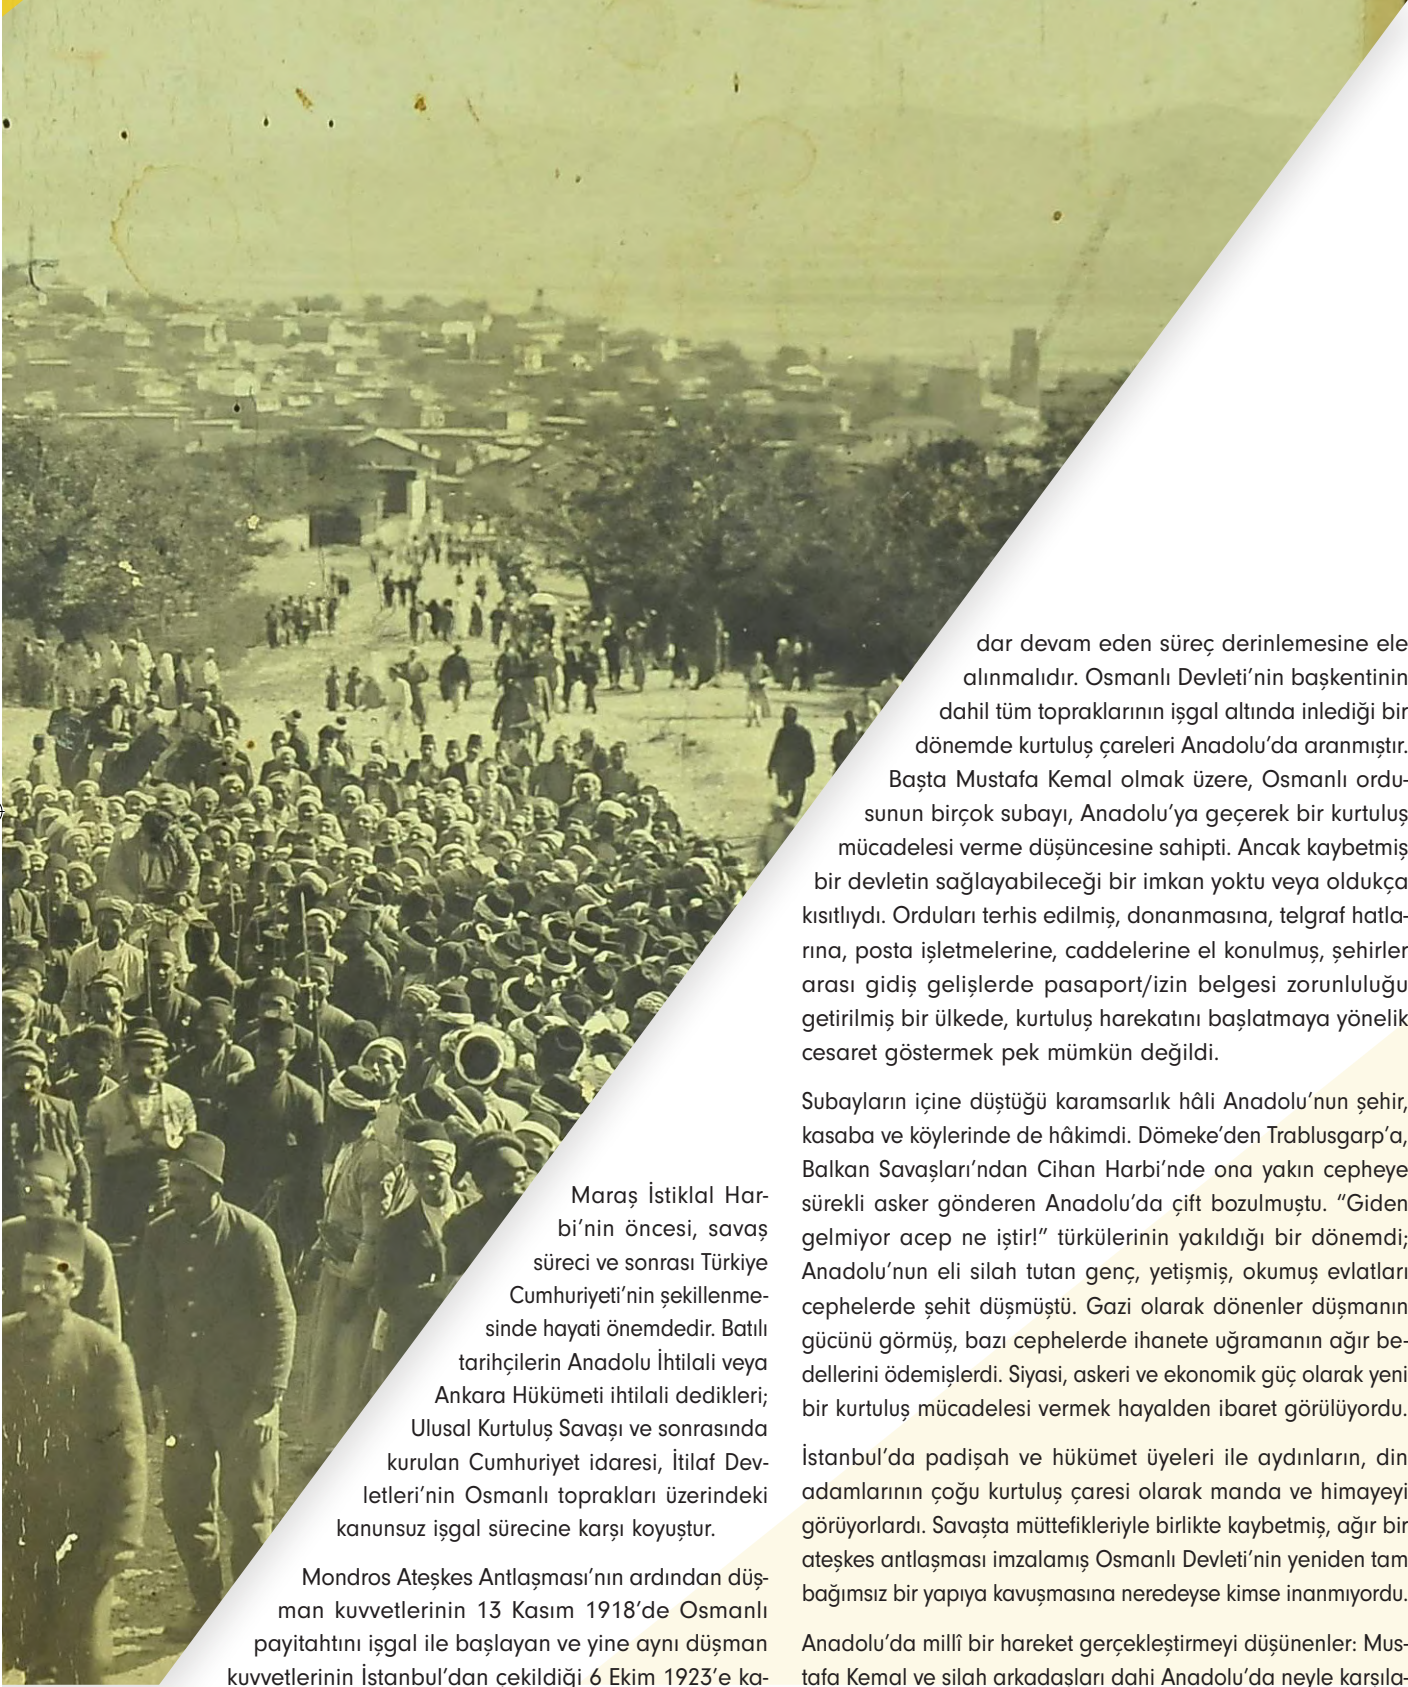 Maraş İstiklal Har-
bi’nin öncesi, savaş
süreci ve sonrası Türkiye
Cumhuriyeti’nin şekillenme-
sinde hayati önemdedir. Batılı
tarihçilerin Anadolu İhtilali veya
Ankara Hükümeti ihtilali dedikleri;
Ulusal Kurtuluş Savaşı ve sonrasında
kurulan Cumhuriyet idaresi, İtilaf Dev-
letleri’nin Osmanlı toprakları üzerindeki
kanunsuz işgal sürecine karşı koyuştur.
Mondros Ateşkes Antlaşması’nın ardından düş-
man kuvvetlerinin 13 Kasım 1918’de Osmanlı
payitahtını işgal ile başlayan ve yine aynı düşman
kuvvetlerinin İstanbul’dan çekildiği 6 Ekim 1923’e ka-
dar devam eden süreç derinlemesine ele
alınmalıdır. Osmanlı Devleti’nin başkentinin
dahil tüm topraklarının işgal altında inlediği bir
dönemde kurtuluş çareleri Anadolu’da aranmıştır.
Başta Mustafa Kemal olmak üzere, Osmanlı ordu-
sunun birçok subayı, Anadolu’ya geçerek bir kurtuluş
mücadelesi verme düşüncesine sahipti. Ancak kaybetmiş
bir devletin sağlayabileceği bir imkan yoktu veya oldukça
kısıtlıydı. Orduları terhis edilmiş, donanmasına, telgraf hatla-
rına, posta işletmelerine, caddelerine el konulmuş, şehirler
arası gidiş gelişlerde pasaport/izin belgesi zorunluluğu
getirilmiş bir ülkede, kurtuluş harekatını başlatmaya yönelik
cesaret göstermek pek mümkün değildi.
Subayların içine düştüğü karamsarlık hâli Anadolu’nun şehir,
kasaba ve köylerinde de hâkimdi. Dömeke’den Trablusgarp’a,
Balkan Savaşları’ndan Cihan Harbi’nde ona yakın cepheye
sürekli asker gönderen Anadolu’da çift bozulmuştu. “Giden
gelmiyor acep ne iştir!” türkülerinin yakıldığı bir dönemdi;
Anadolu’nun eli silah tutan genç, yetişmiş, okumuş evlatları
cephelerde şehit düşmüştü. Gazi olarak dönenler düşmanın
gücünü görmüş, bazı cephelerde ihanete uğramanın ağır be-
dellerini ödemişlerdi. Siyasi, askeri ve ekonomik güç olarak yeni
bir kurtuluş mücadelesi vermek hayalden ibaret görülüyordu.
İstanbul’da padişah ve hükümet üyeleri ile aydınların, din
adamlarının çoğu kurtuluş çaresi olarak manda ve himayeyi
görüyorlardı. Savaşta müttefikleriyle birlikte kaybetmiş, ağır bir
ateşkes antlaşması imzalamış Osmanlı Devleti’nin yeniden tam
bağımsız bir yapıya kavuşmasına neredeyse kimse inanmıyordu.
Anadolu’da millî bir hareket gerçekleştirmeyi düşünenler: Mus-
tafa Kemal ve silah arkadaşları dahi Anadolu’da neyle karşıla-